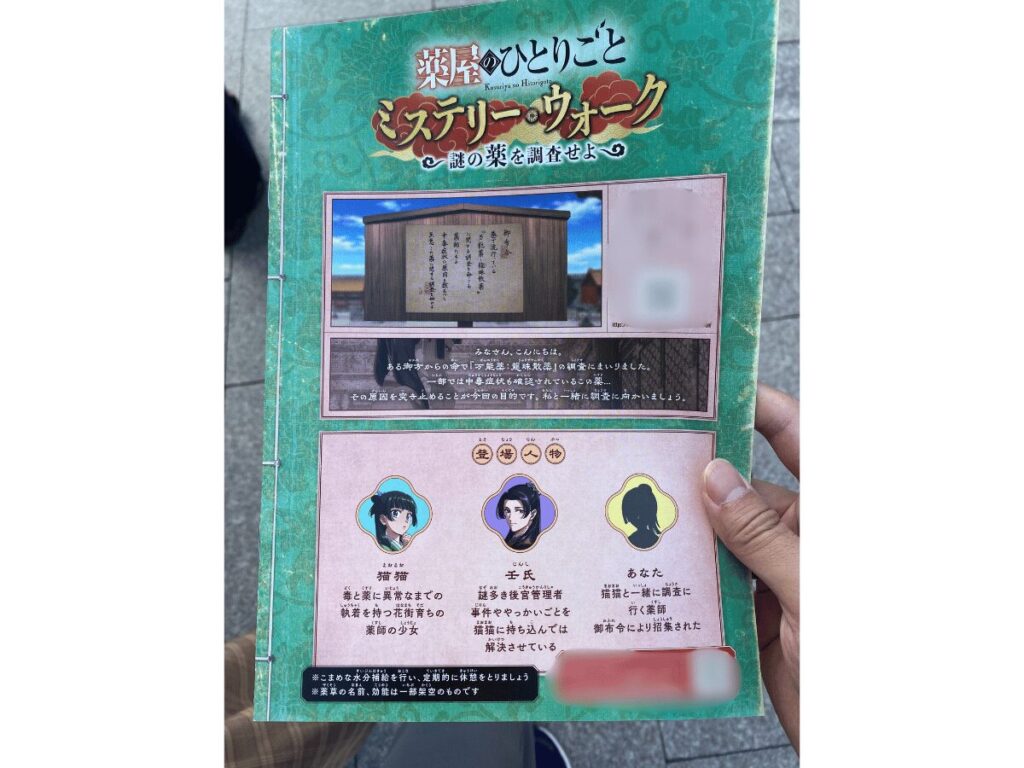 薬屋のひとりごと
Kusuriya no Hitorigoto
ミステリー・ウォーク
謎の薬を調査せよ
御布令
みなさん、こんにちは。
ある御方からの命で「万能薬：龍珠散薬」の調査にまいりました。
一部では中毒症状も確認されているこの薬…
その原因を突き止めることが今回の目的です。私と一緒に調査に向かいましょう。
登場人物
猫猫
毒と薬に異常なまでの
執着を持つ花街育ちの
薬師の少女
壬氏
謎多き後宮管理者
事件ややっかいごとを
猫猫に持ち込んでは
解決させている
あなた
猫猫と一緒に調査に
行く薬師
御布令により招集された
※こまめな水分補給を行い、定期的に休憩をとりましょう
※薬草の名前、効能は一部架空のものです